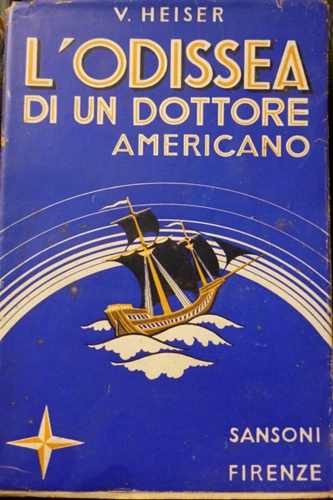 V. HEISER
L'ODISSEA
DI UN DOTTORE
AMERICANO
SANSONI
FIRENZE